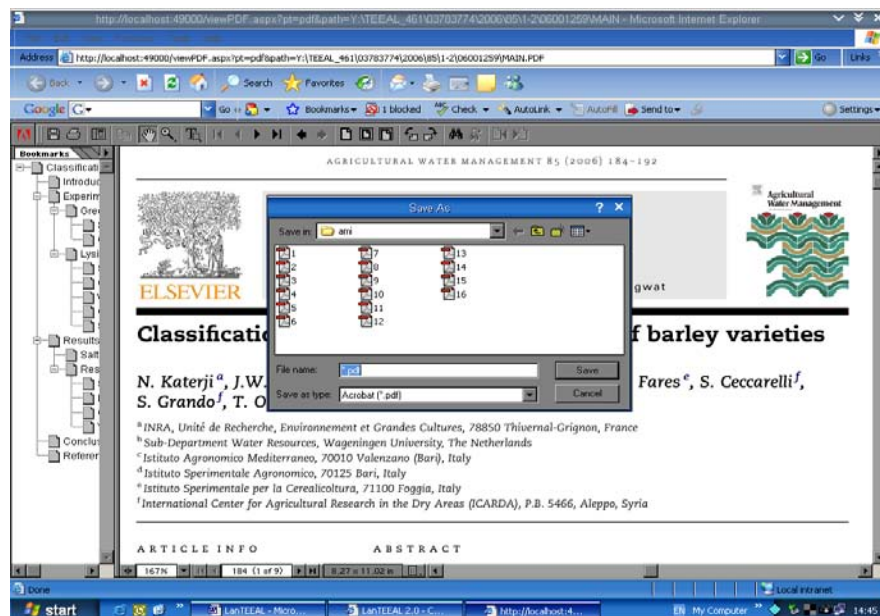 http://localhost:49000/viewPDF.aspx?pt=pdf&path=Y:\TEEAL_461\03783774\2006\85\1-2\06001259\MAIN - Microsoft Internet Explorer
Address http://localhost:49000/viewPDF.aspx?pt=pdf&path=Y:\TEEAL_461\03783774\2006\85\1-2\06001259\MAIN.PDF Go Links
Back Search Favorites
Google G Go Bookmarks 1 blocked Check AutoLink AutoFill Send to Settings
Bookmarks
Classificati
Introduc
Experim
Gre
Lysi
Results
Salt
Res
Conclu
Referer
AGRICULTURAL WATER MANAGEMENT 85 (2006) 184–192
ELSEVIER
Agricultural
Water Management
gwat
Save As
Save in: ami
1 7 13
2 8 14
3 9 15
4 10 16
5 11
6 12
File name: *.pdf Save
Save as type: Acrobat (*.pdf) Cancel
Classificatio f barley varieties
N. Katerji a, J.W. Fares e, S. Ceccarelli f,
S. Grando f, T. O
a INRA, Unité de Recherche, Environnement et Grandes Cultures, 78850 Thivernal-Grignon, France
b Sub-Department Water Resources, Wageningen University, The Netherlands
c Istituto Agronomico Mediterraneo, 70010 Valenzano (Bari), Italy
d Istituto Sperimentale Agronomico, 70125 Bari, Italy
e Istituto Sperimentale per la Cerealicoltura, 71100 Foggia, Italy
f International Center for Agricultural Research in the Dry Areas (ICARDA), P.B. 5466, Aleppo, Syria
ARTICLE INFO ABSTRACT
167% 184 (1 of 9) 8.27 x 11.02 in
Done Local intranet
start LanTEEAL - Micro... LanTEEAL 2.0 - C... http://localhost:4... EN My Computer 14:45